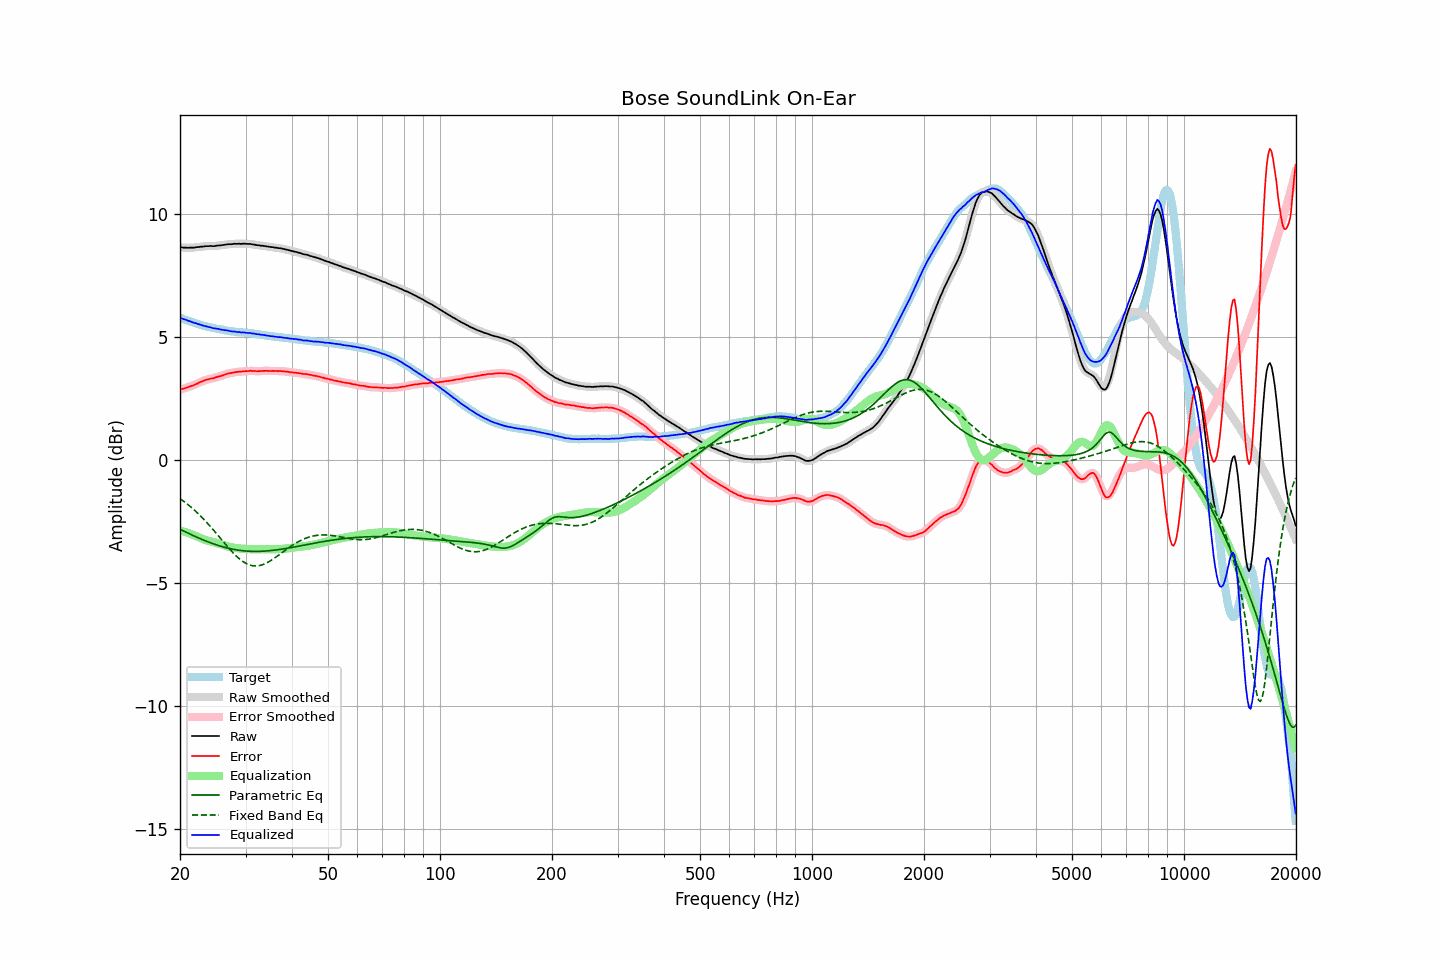 Bose SoundLink On-Ear
Amplitude (dBr)
10
5
0
−5
−10
−15
Target
Raw Smoothed
Error Smoothed
Raw
Error
Equalization
Parametric Eq
Fixed Band Eq
Equalized
20 50 100 200 500 1000 2000 5000 10000 20000
Frequency (Hz)